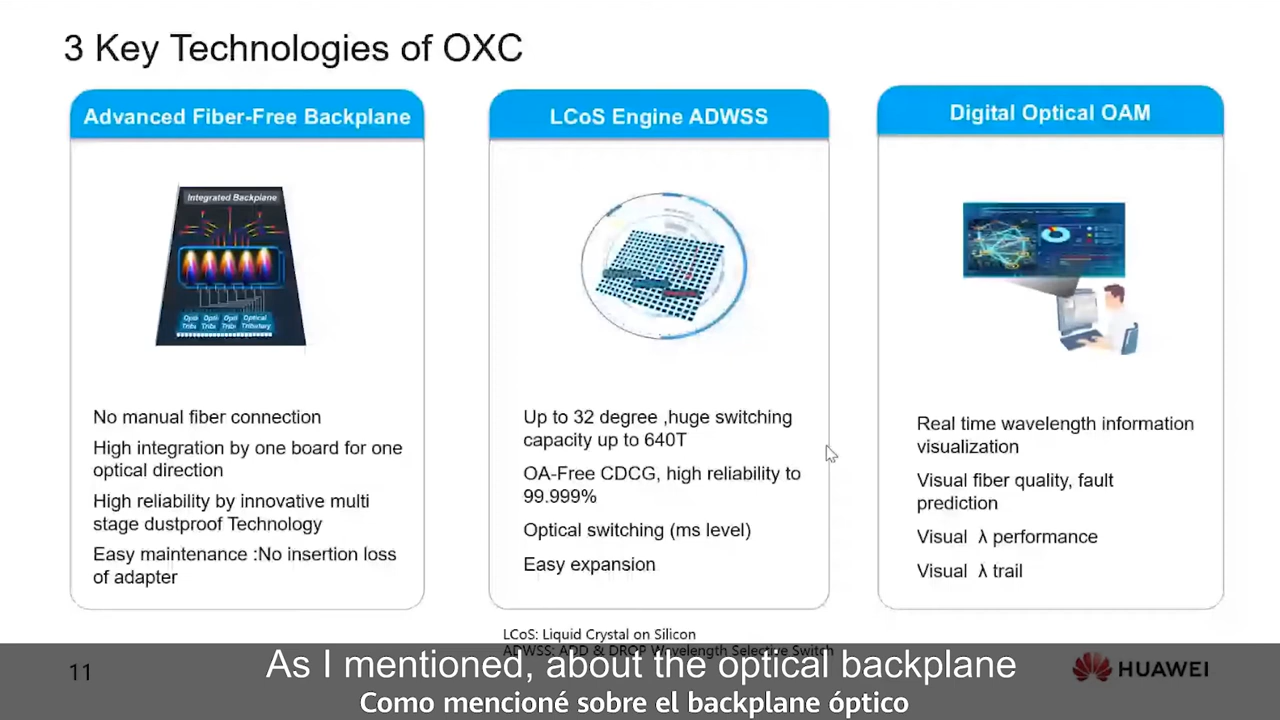 3 Key Technologies of OXC
Advanced Fiber-Free Backplane
Integrated Backplane
Opti Opti Opti Optical
Tribu Tribu Tribu Tributary
No manual fiber connection
High integration by one board for one
optical direction
High reliability by innovative multi
stage dustproof Technology
Easy maintenance :No insertion loss
of adapter
LCoS Engine ADWSS
Up to 32 degree ,huge switching
capacity up to 640T
OA-Free CDCG, high reliability to
99.999%
Optical switching (ms level)
Easy expansion
Digital Optical OAM
Real time wavelength information
visualization
Visual fiber quality, fault
prediction
Visual λ performance
Visual λ trail
LCoS: Liquid Crystal on Silicon
ADWSS: ADD & DROP Wavelength Selective Switch
11
HUAWEI
As I mentioned, about the optical backplane
Como mencioné sobre el backplane óptico